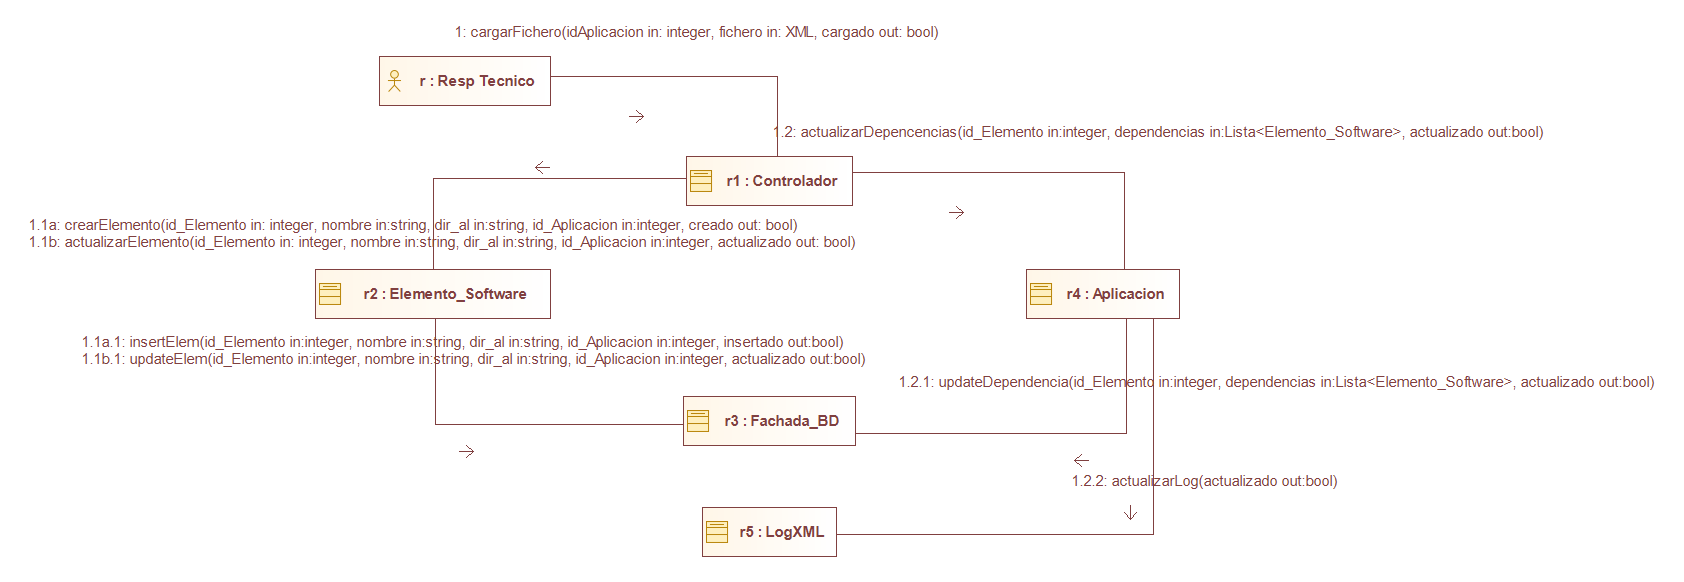 1: cargarFichero(idAplicacion in: integer, fichero in: XML, cargado out: bool)
r : Resp Tecnico
1.2: actualizarDepencencias(id_Elemento in:integer, dependencias in:Lista<Elemento_Software>, actualizado out:bool)
r1 : Controlador
1.1a: crearElemento(id_Elemento in: integer, nombre in:string, dir_al in:string, id_Aplicacion in:integer, creado out: bool)
1.1b: actualizarElemento(id_Elemento in: integer, nombre in:string, dir_al in:string, id_Aplicacion in:integer, actualizado out: bool)
r2 : Elemento_Software
r4 : Aplicacion
1.1a.1: insertElem(id_Elemento in:integer, nombre in:string, dir_al in:string, id_Aplicacion in:integer, insertado out:bool)
1.1b.1: updateElem(id_Elemento in:integer, nombre in:string, dir_al in:string, id_Aplicacion in:integer, actualizado out:bool)
1.2.1: updateDependencia(id_Elemento in:integer, dependencias in:Lista<Elemento_Software>, actualizado out:bool)
r3 : Fachada_BD
1.2.2: actualizarLog(actualizado out:bool)
r5 : LogXML